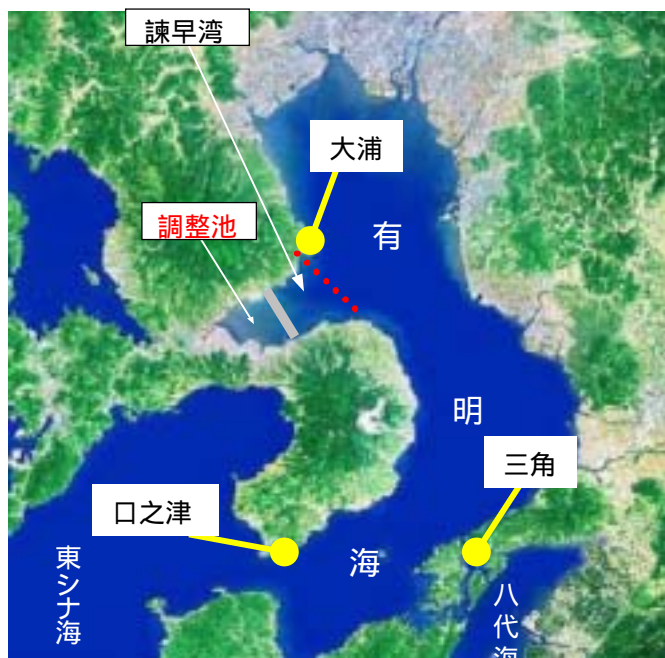 諫早湾
大浦
有
調整池
明
三角
口之津
海
東シナ海
八代海